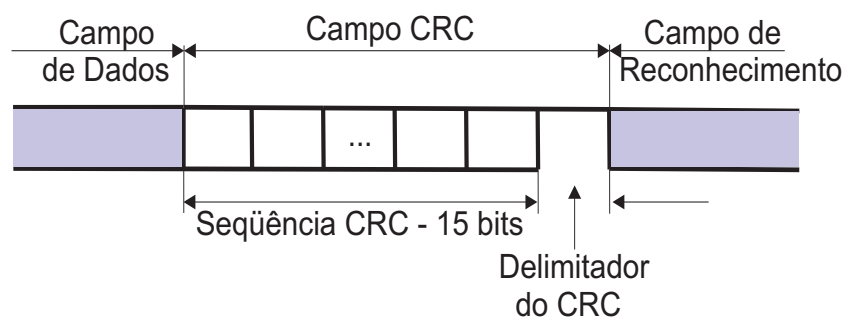 Campo
de Dados
Campo CRC
Campo de
Reconhecimento
...
Seqüência CRC - 15 bits
Delimitador
do CRC